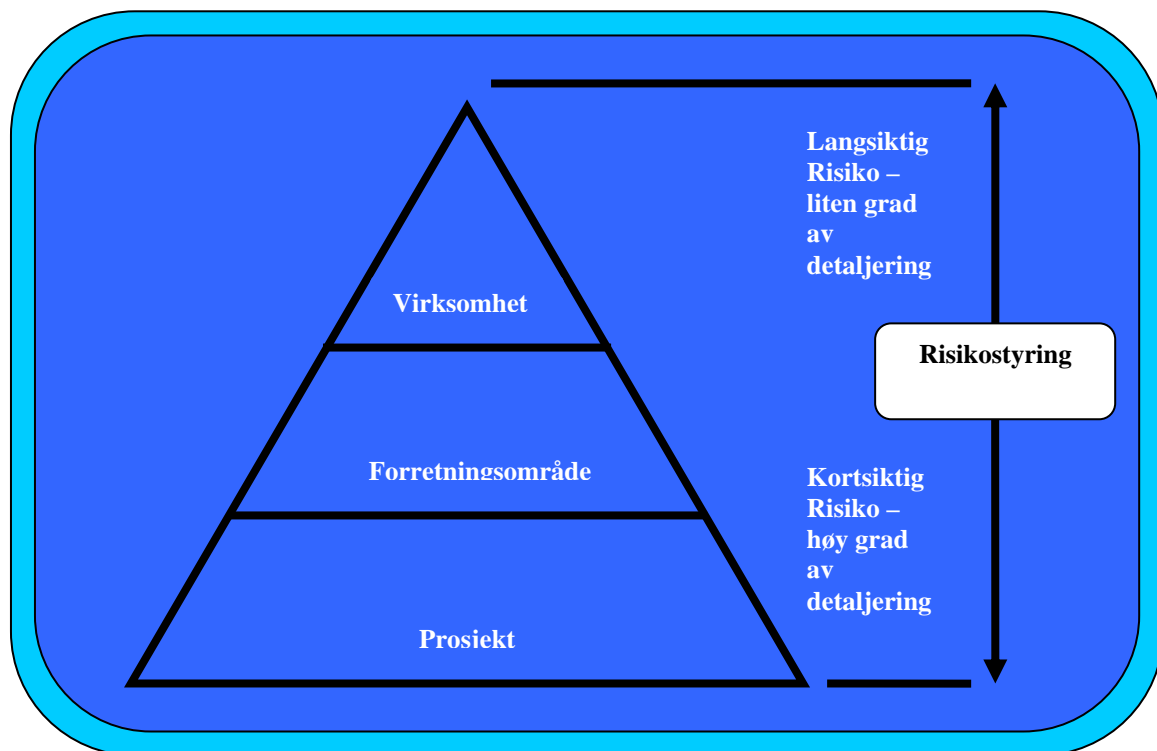 Langsiktig
Risiko –
liten grad
av
detaljering
Virksomhet
Risikostyring
Forretningsområde
Kortsiktig
Risiko –
høy grad
av
detaljering
Prosjekt